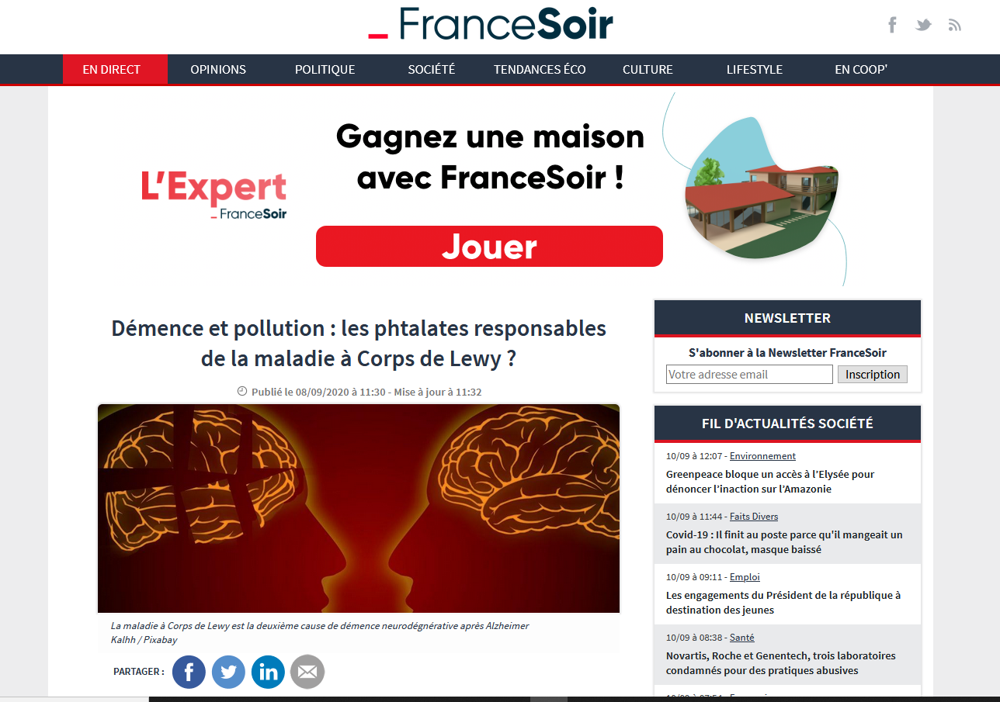 _ FranceSoir
EN DIRECT OPINIONS POLITIQUE SOCIÉTÉ TENDANCES ÉCO CULTURE LIFESTYLE EN COOP'
Gagnez une maison
avec FranceSoir !
L'Expert
_ FranceSoir
Jouer
Démence et pollution : les phtalates responsables
de la maladie à Corps de Lewy ?
Publié le 08/09/2020 à 11:30 - Mise à jour à 11:32
La maladie à Corps de Lewy est la deuxième cause de démence neurodégnérative après Alzheimer
Kalhh / Pixabay
PARTAGER :
NEWSLETTER
S'abonner à la Newsletter FranceSoir
Votre adresse email Inscription
FIL D'ACTUALITÉS SOCIÉTÉ
10/09 à 12:07 - Environnement
Greenpeace bloque un accès à l’Elysée pour
dénoncer l’inaction sur l’Amazonie
10/09 à 11:44 - Faits Divers
Covid-19 : Il finit au poste parce qu'il mangeait un
pain au chocolat, masque baissé
10/09 à 09:11 - Emploi
Les engagements du Président de la république à
destination des jeunes
10/09 à 08:38 - Santé
Novartis, Roche et Genentech, trois laboratoires
condamnés pour des pratiques abusives